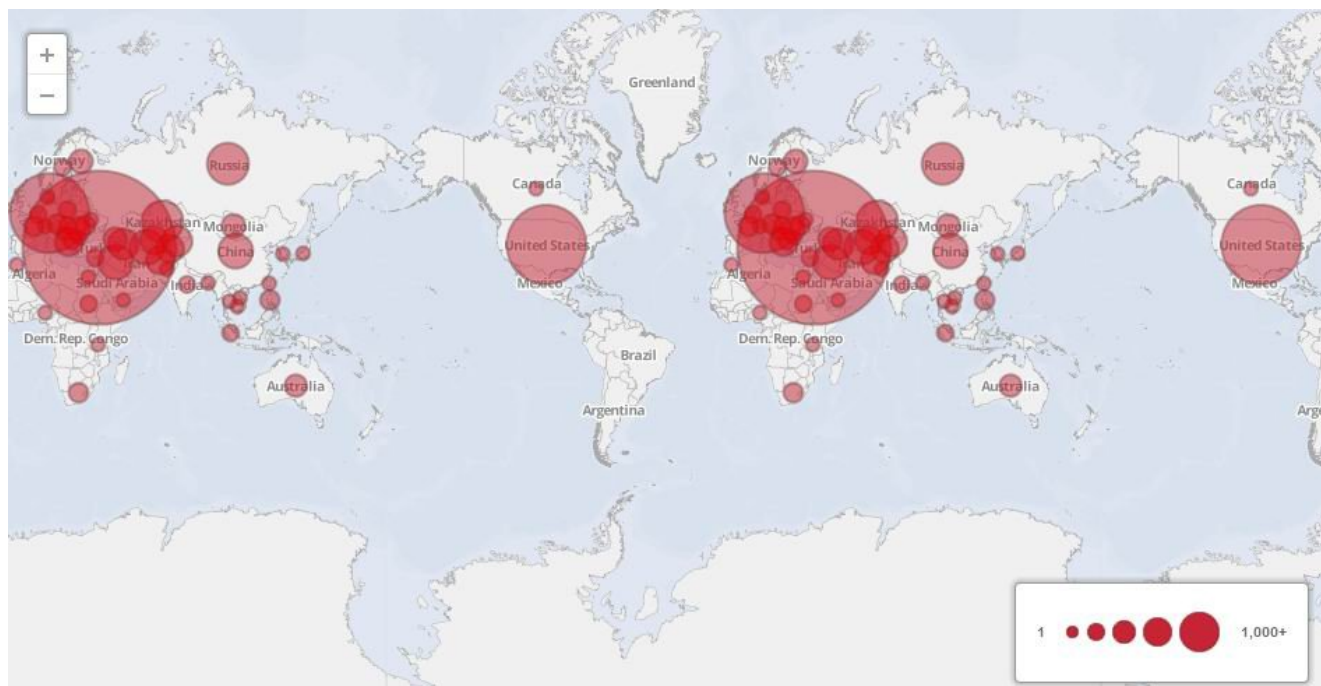 +
−
Greenland
Norway
Russia
Canada
Kazakhstan
Mongolia
China
United States
Algeria
Saudi Arabia
India
Mexico
Dem. Rep. Congo
Brazil
Australia
Argentina
Norway
Russia
Canada
Kazakhstan
Mongolia
China
United States
Algeria
Saudi Arabia
India
Mexico
Dem. Rep. Congo
Australia
1
1,000+